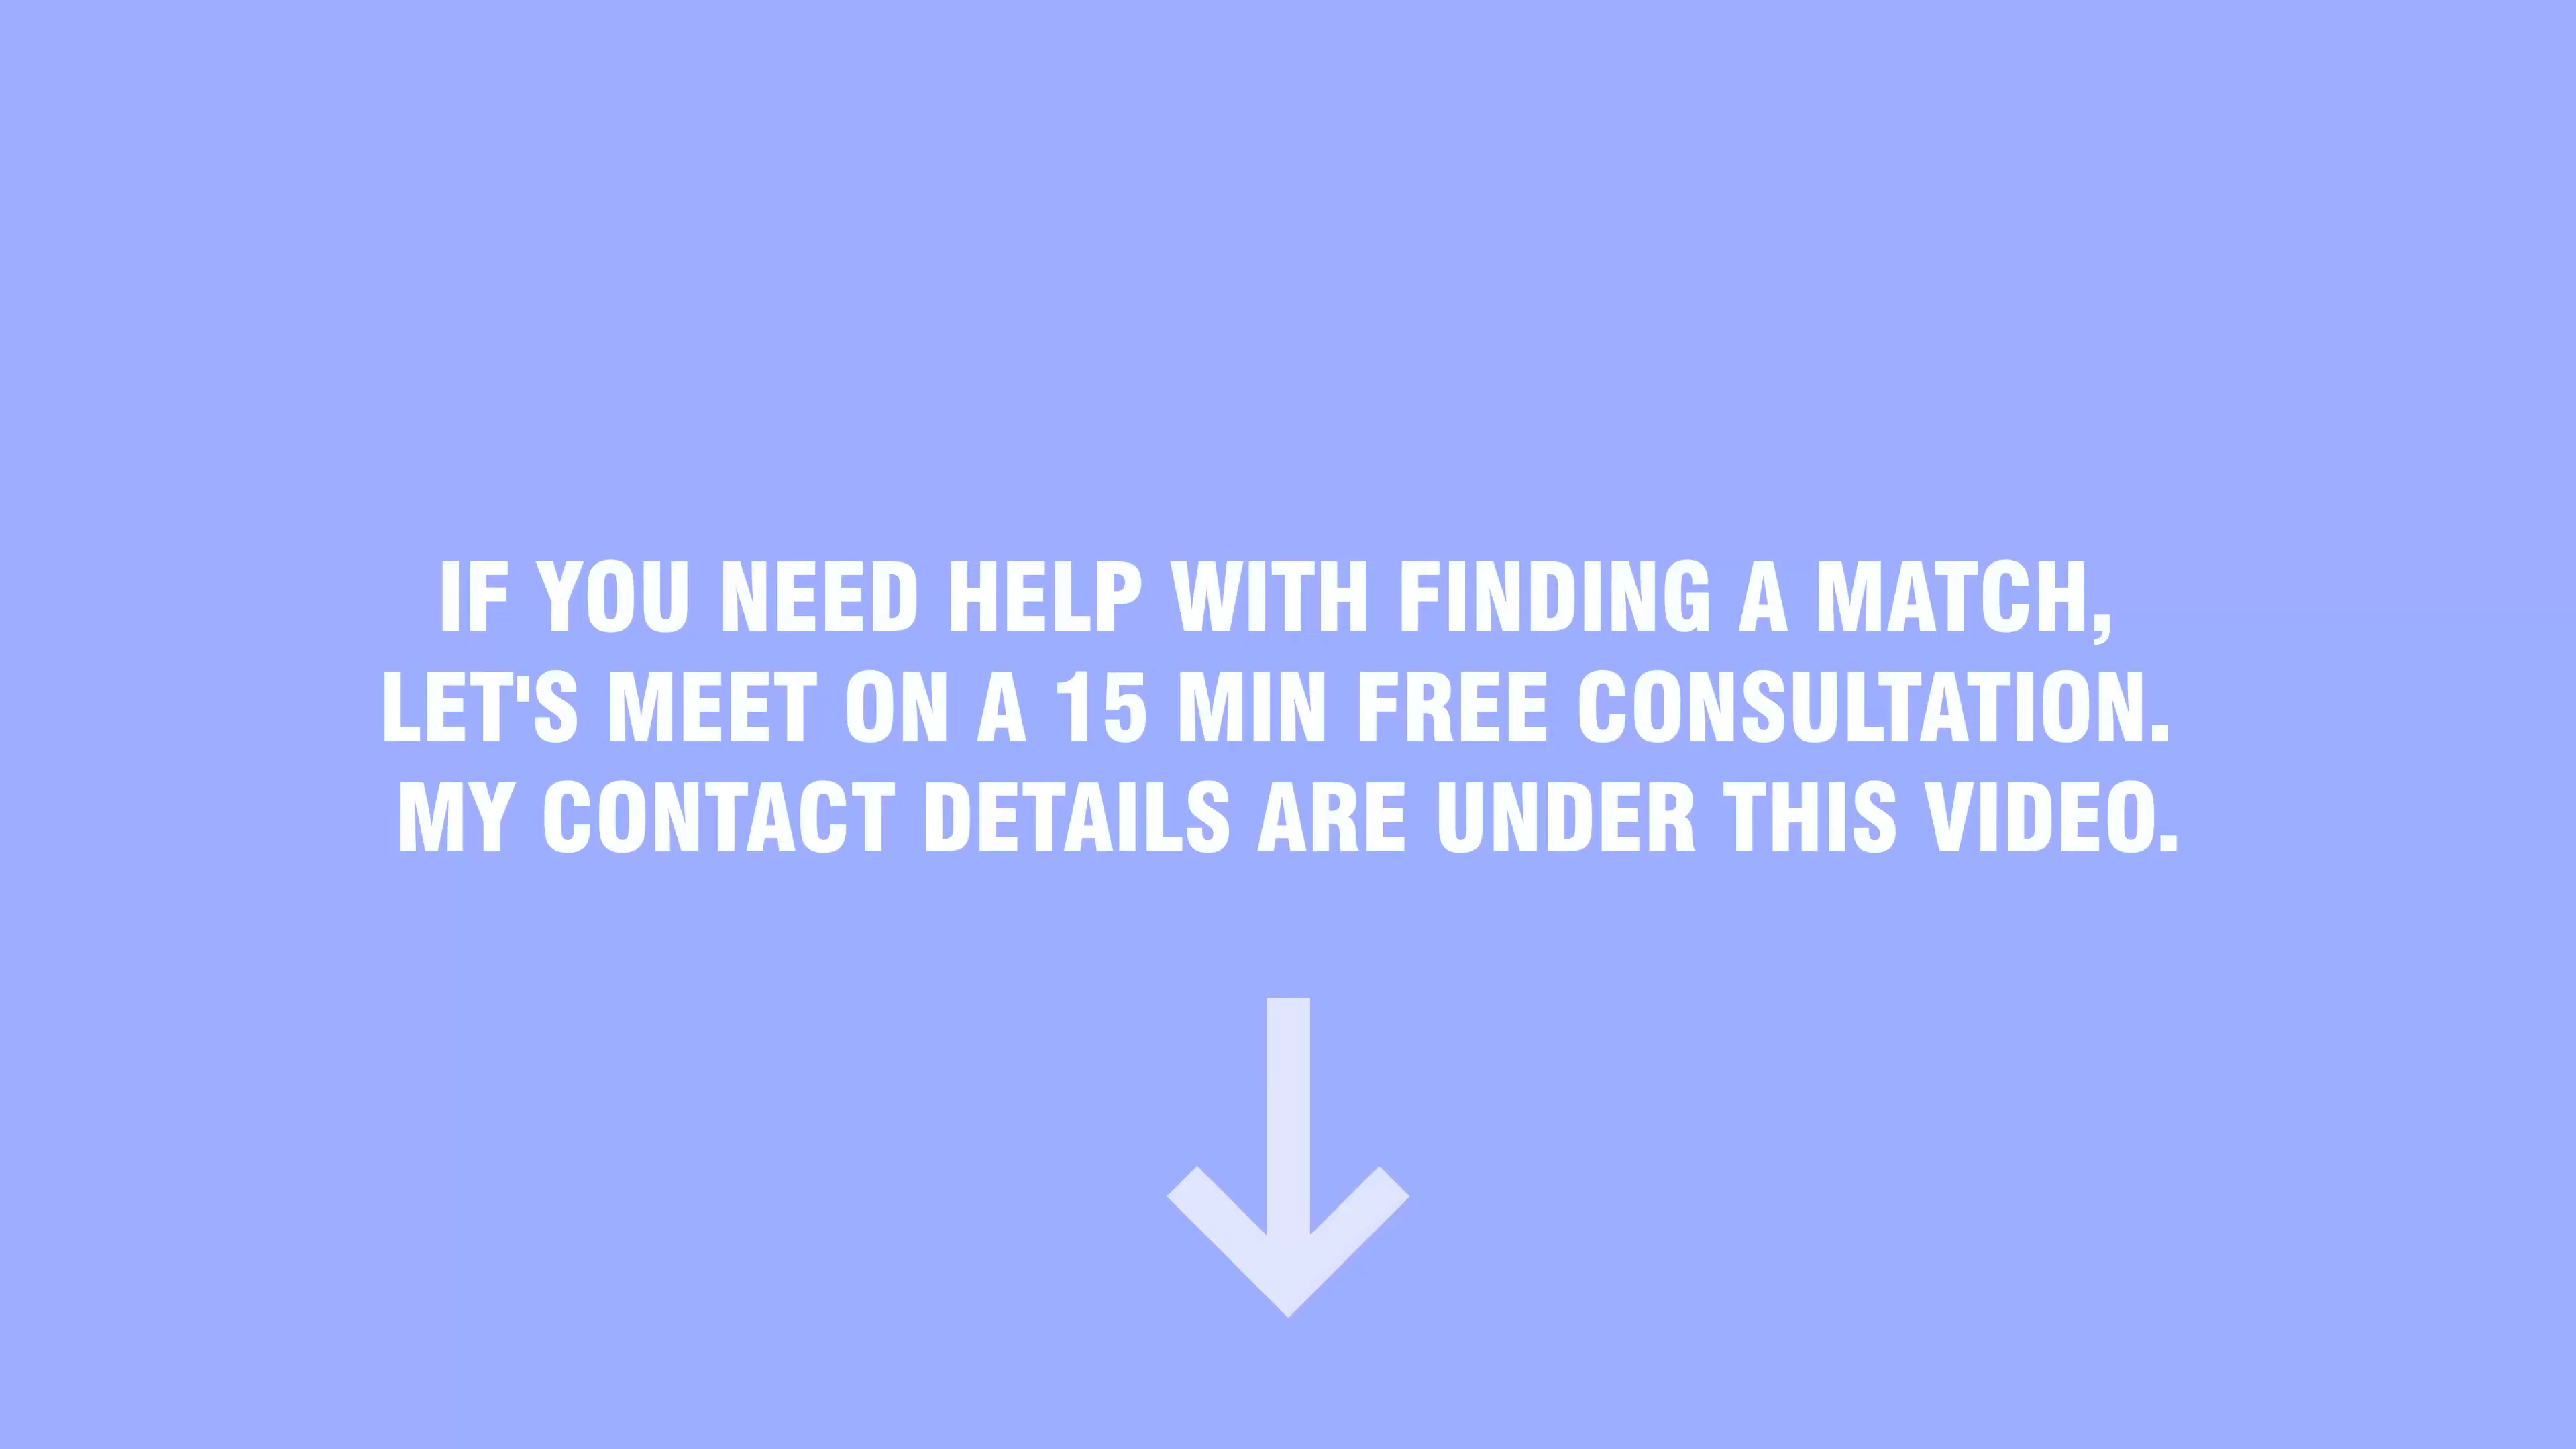 IF YOU NEED HELP WITH FINDING A MATCH,
LET'S MEET ON A 15 MIN FREE CONSULTATION.
MY CONTACT DETAILS ARE UNDER THIS VIDEO.